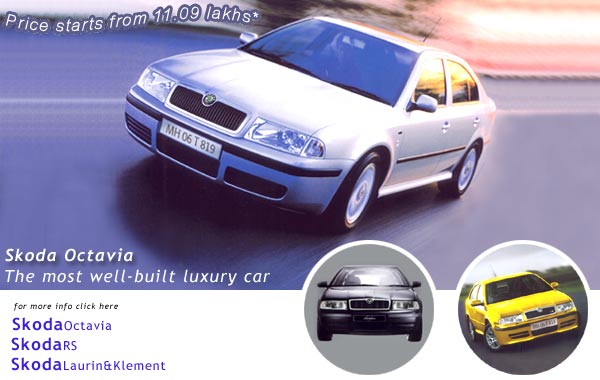 Price starts from 11.09 lakhs*
MH 06 T 819
Skoda Octavia
The most well-built luxury car
for more info click here
SkodaOctavia
SkodaRS
SkodaLaurin&Klement